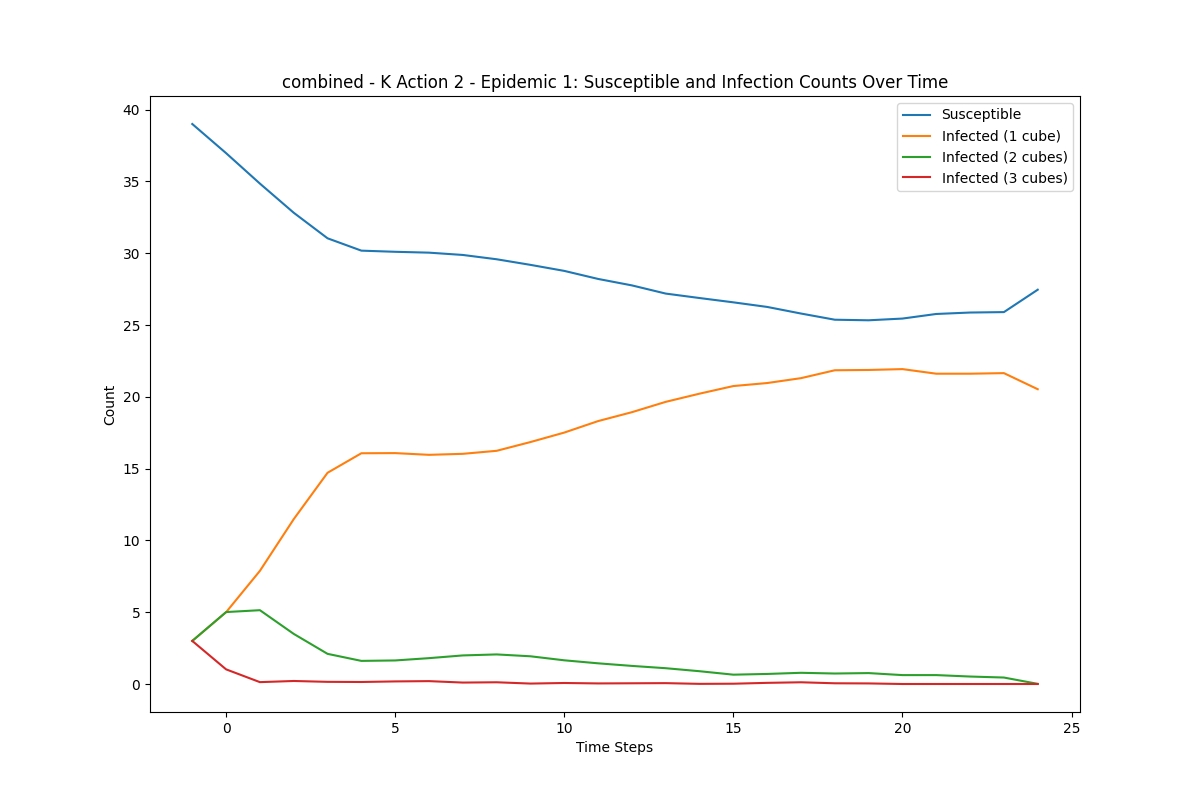 combined - K Action 2 - Epidemic 1: Susceptible and Infection Counts Over Time
Susceptible
Infected (1 cube)
Infected (2 cubes)
Infected (3 cubes)
40
35
30
25
20
15
10
5
0
Count
0 5 10 15 20 25
Time Steps